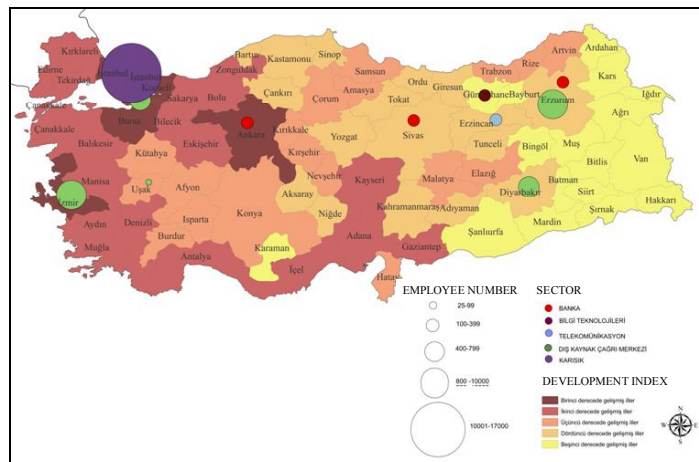 Kırklareli
Edirne
Tekirdağ
İstanbul
İstanbul
Kocaeli
Çanakkale
Çanakkale
Balıkesir
Bursa
Bilecik
Sakarya
Bolu
Zonguldak
Bartın
Kastamonu
Sinop
Çankırı
Samsun
Amasya
Çorum
Ordu
Tokat
Giresun
Trabzon
Rize
Artvin
Ardahan
Kars
Iğdır
Gümüşhane
Bayburt
Erzurum
Ağrı
Erzincan
Tunceli
Bingöl
Muş
Bitlis
Van
Hakkari
Şırnak
Siirt
Batman
Mardin
Diyarbakır
Şanlıurfa
Elazığ
Malatya
Adıyaman
Sivas
Yozgat
Kırıkkale
Ankara
Kırşehir
Nevşehir
Kayseri
Kahramanmaraş
Gaziantep
Hatay
Adana
Niğde
Aksaray
Konya
Karaman
İçel
Antalya
Isparta
Burdur
Afyon
Eskişehir
Kütahya
Uşak
Denizli
Manisa
İzmir
Aydın
Muğla
EMPLOYEE NUMBER
25-99
100-399
400-799
800 -10000
10001-17000
SECTOR
BANKA
BİLGİ TEKNOLOJİLERİ
TELEKOMÜNİKASYON
DIŞ KAYNAK ÇAĞRI MERKEZİ
KARISIK
DEVELOPMENT INDEX
Birinci derecede gelişmiş iller
İkinci derecede gelişmiş iller
Üçüncü derecede gelişmiş iller
Dördüncü derecede gelişmiş iller
Beşinci derecede gelişmiş iller
N
W
E
S